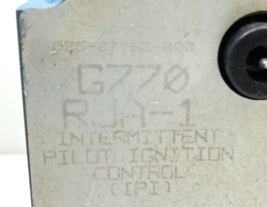 G770
RJA-1
INTERMITTENT
PILOT IGNITION
CONTROL
(IPI)